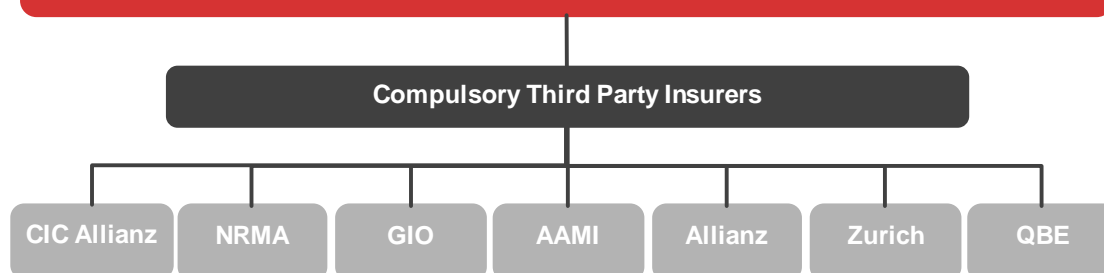 Compulsory Third Party Insurers
CIC Allianz NRMA GIO AAMI Allianz Zurich QBE